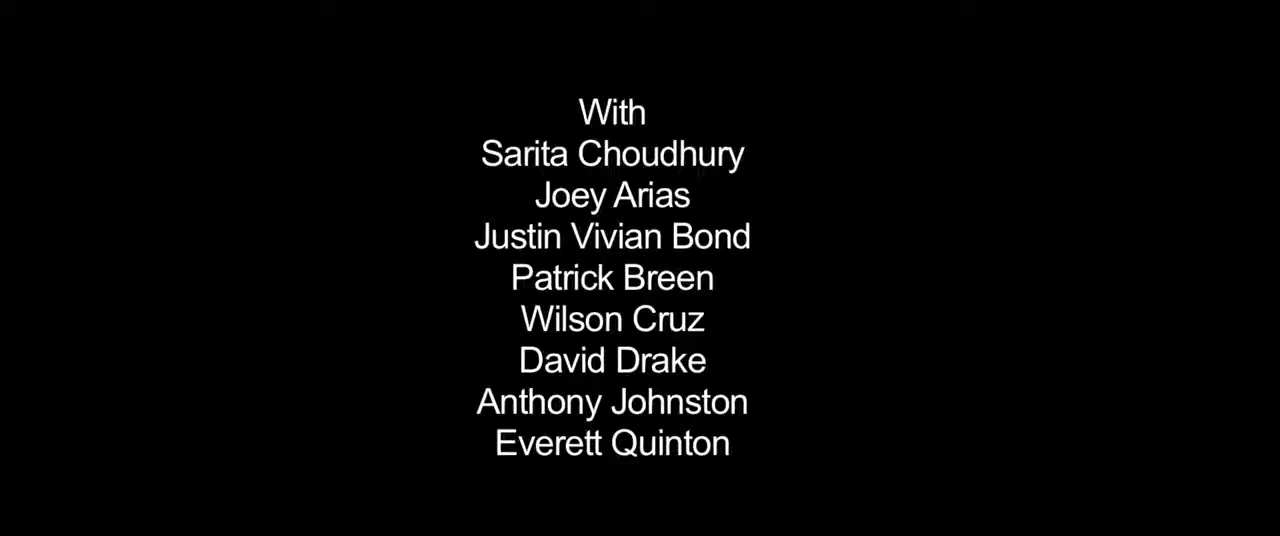 With
Sarita Choudhury
Joey Arias
Justin Vivian Bond
Patrick Breen
Wilson Cruz
David Drake
Anthony Johnston
Everett Quinton